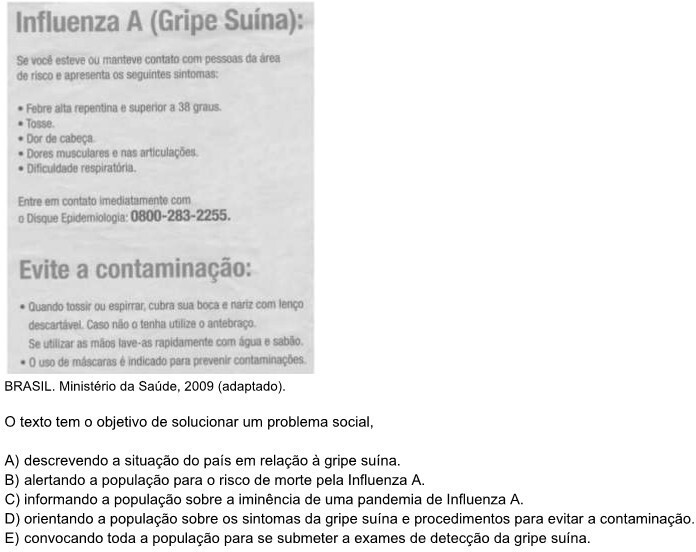 Influenza A (Gripe Suína):
Se você esteve ou manteve contato com pessoas da área
de risco e apresenta os seguintes sintomas:
• Febre alta repentina e superior a 38 graus.
• Tosse.
• Dor de cabeça.
• Dores musculares e nas articulações.
• Dificuldade respiratória.
Entre em contato imediatamente com
o Disque Epidemiologia: 0800-283-2255.
Evite a contaminação:
• Quando tossir ou espirrar, cubra sua boca e nariz com lenço
descartável. Caso não o tenha utilize o antebraço.
Se utilizar as mãos lave-as rapidamente com água e sabão.
• O uso de máscaras é indicado para prevenir contaminações.
BRASIL. Ministério da Saúde, 2009 (adaptado).
O texto tem o objetivo de solucionar um problema social,
A) descrevendo a situação do país em relação à gripe suína.
B) alertando a população para o risco de morte pela Influenza A.
C) informando a população sobre a iminência de uma pandemia de Influenza A.
D) orientando a população sobre os sintomas da gripe suína e procedimentos para evitar a contaminação.
E) convocando toda a população para se submeter a exames de detecção da gripe suína.